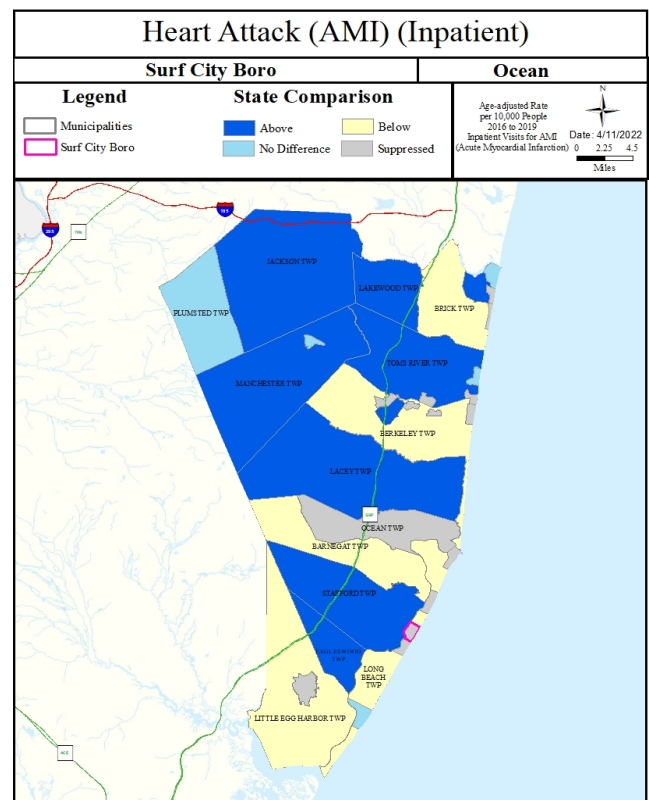 Heart Attack (AMI) (Inpatient)
Surf City Boro
Ocean
Legend
Municipalities
Surf City Boro
State Comparison
Above
Below
No Difference
Suppressed
Age-adjusted Rate
per 10,000 People
2016 to 2019
Inpatient Visits for AMI
(Acute Myocardial Infarction)
N
Date: 4/11/2022
0 2.25 4.5
Miles
195
JACKSON TWP
LAKEWOOD TWP
BRICK TWP
PLUMSTED TWP
TOMS RIVER TWP
MANCHESTER TWP
BERKELEY TWP
LACEY TWP
GSP
OCEAN TWP
BARNEGAT TWP
STAFFORD TWP
TWP
LONG
BEACH
TWP
LITTLE EGG HARBOR TWP
ACE